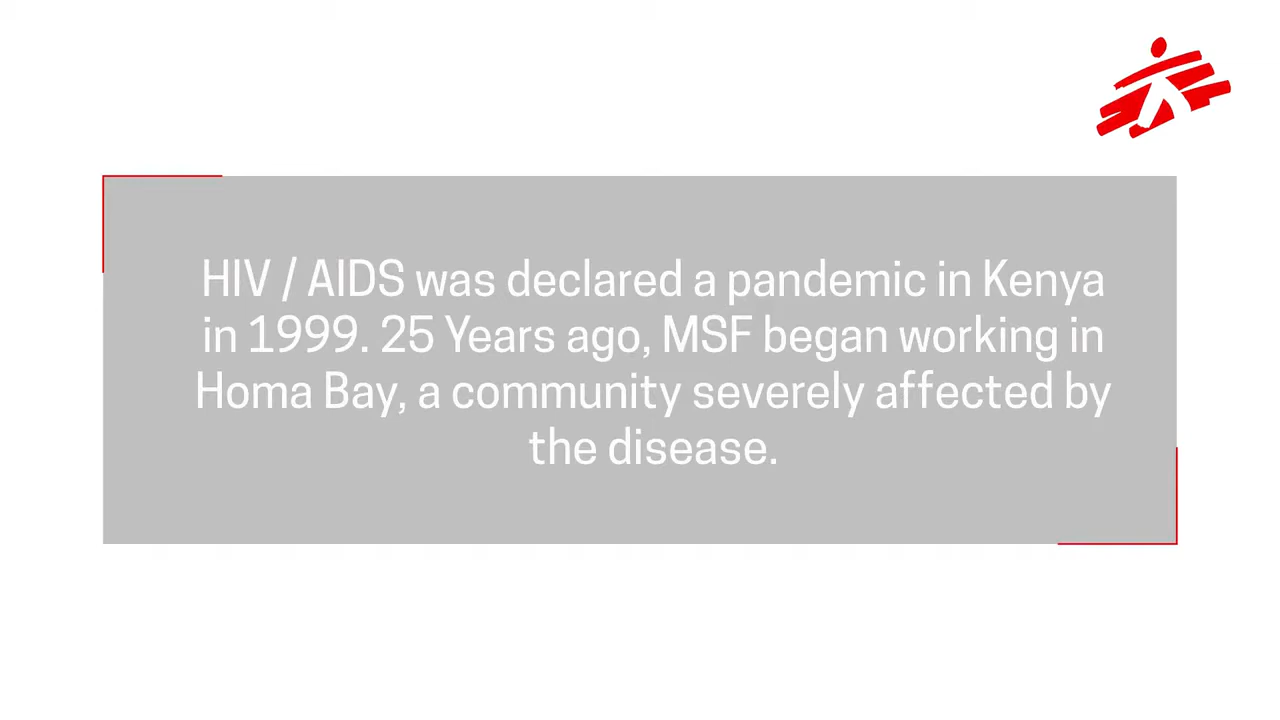 HIV / AIDS was declared a pandemic in Kenya
in 1999. 25 Years ago, MSF began working in
Homa Bay, a community severely affected by
the disease.